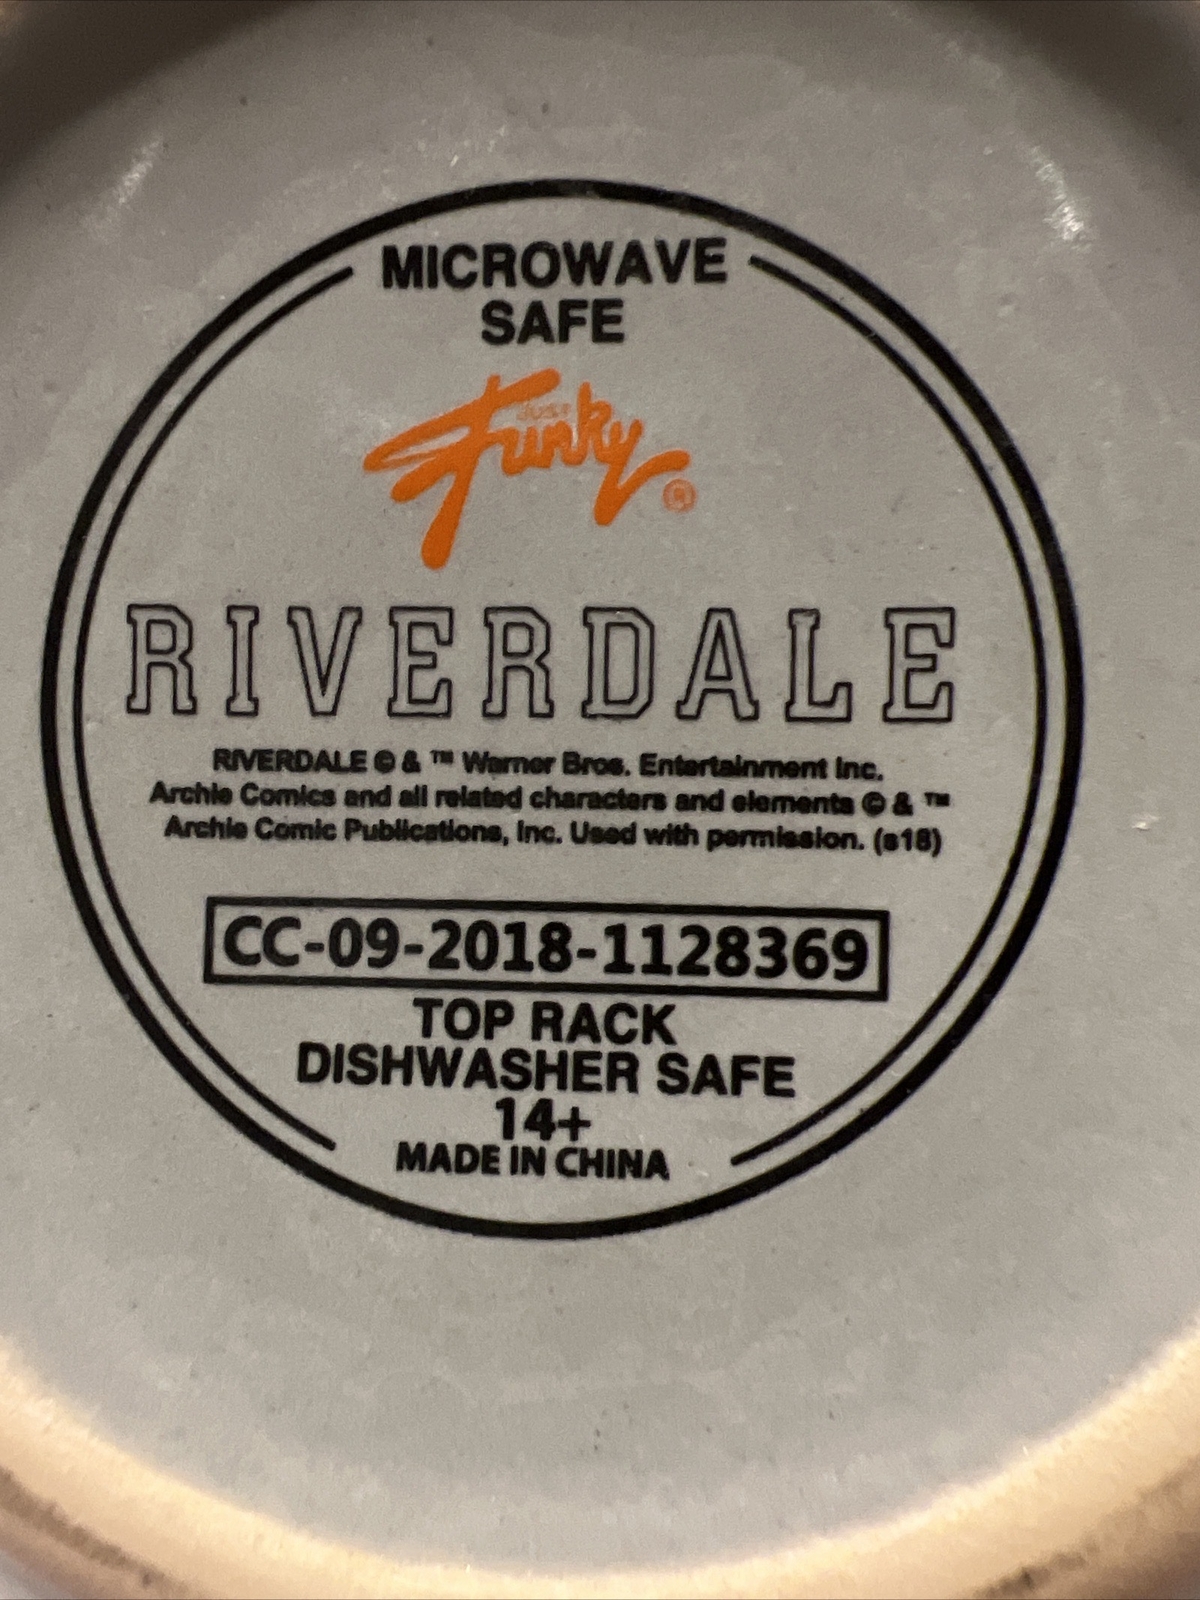 MICROWAVE
SAFE
JUST
Funky ®
RIVERDALE
RIVERDALE © & ™ Warner Bros. Entertainment Inc.
Archie Comics and all related characters and elements © & ™
Archie Comic Publications, Inc. Used with permission. (s18)
CC-09-2018-1128369
TOP RACK
DISHWASHER SAFE
14+
MADE IN CHINA